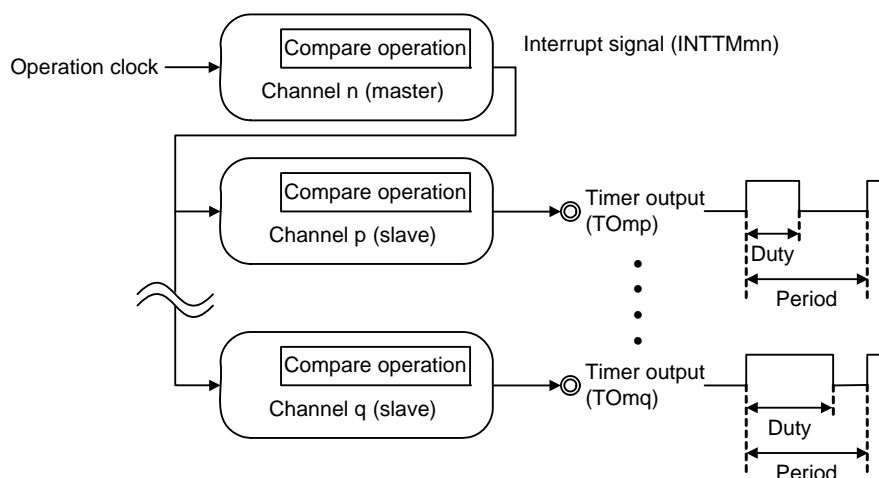 Compare operation
Interrupt signal (INTTMmn)
Operation clock
Channel n (master)
Compare operation
Timer output
(TOmp)
Channel p (slave)
Duty
Period
Compare operation
Timer output
(TOmq)
Channel q (slave)
Duty
Period